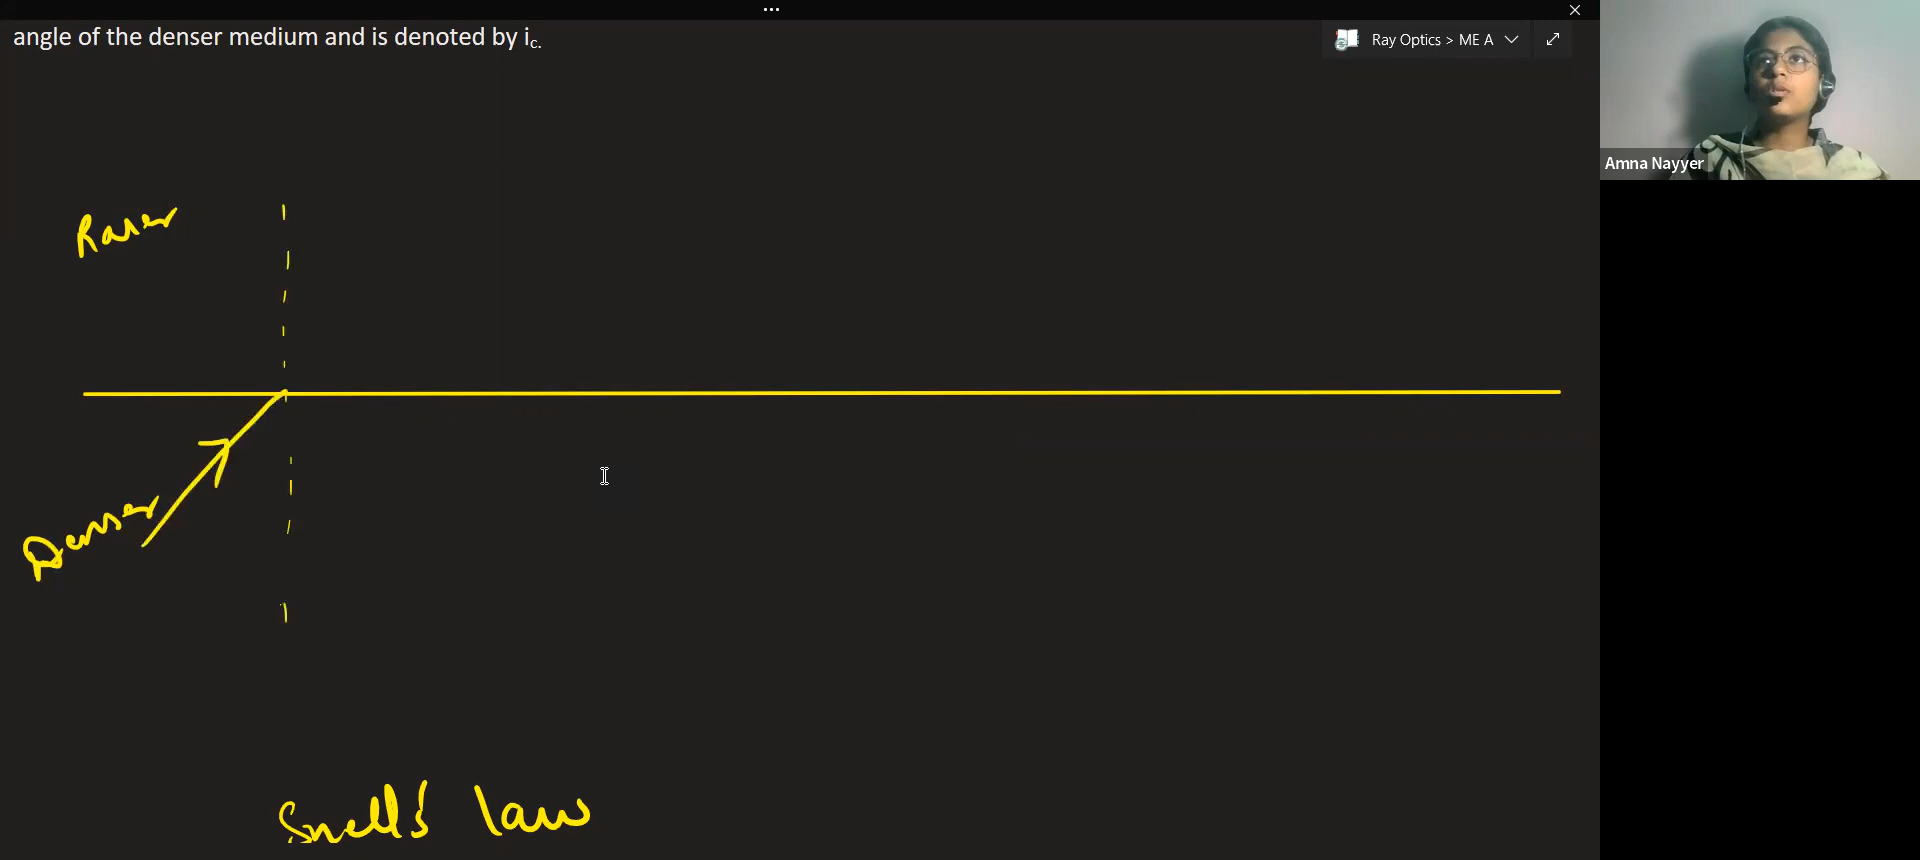 angle of the denser medium and is denoted by ic.
Ray Optics > ME A
Amna Nayyer
Rarer
Denser
Snell's law